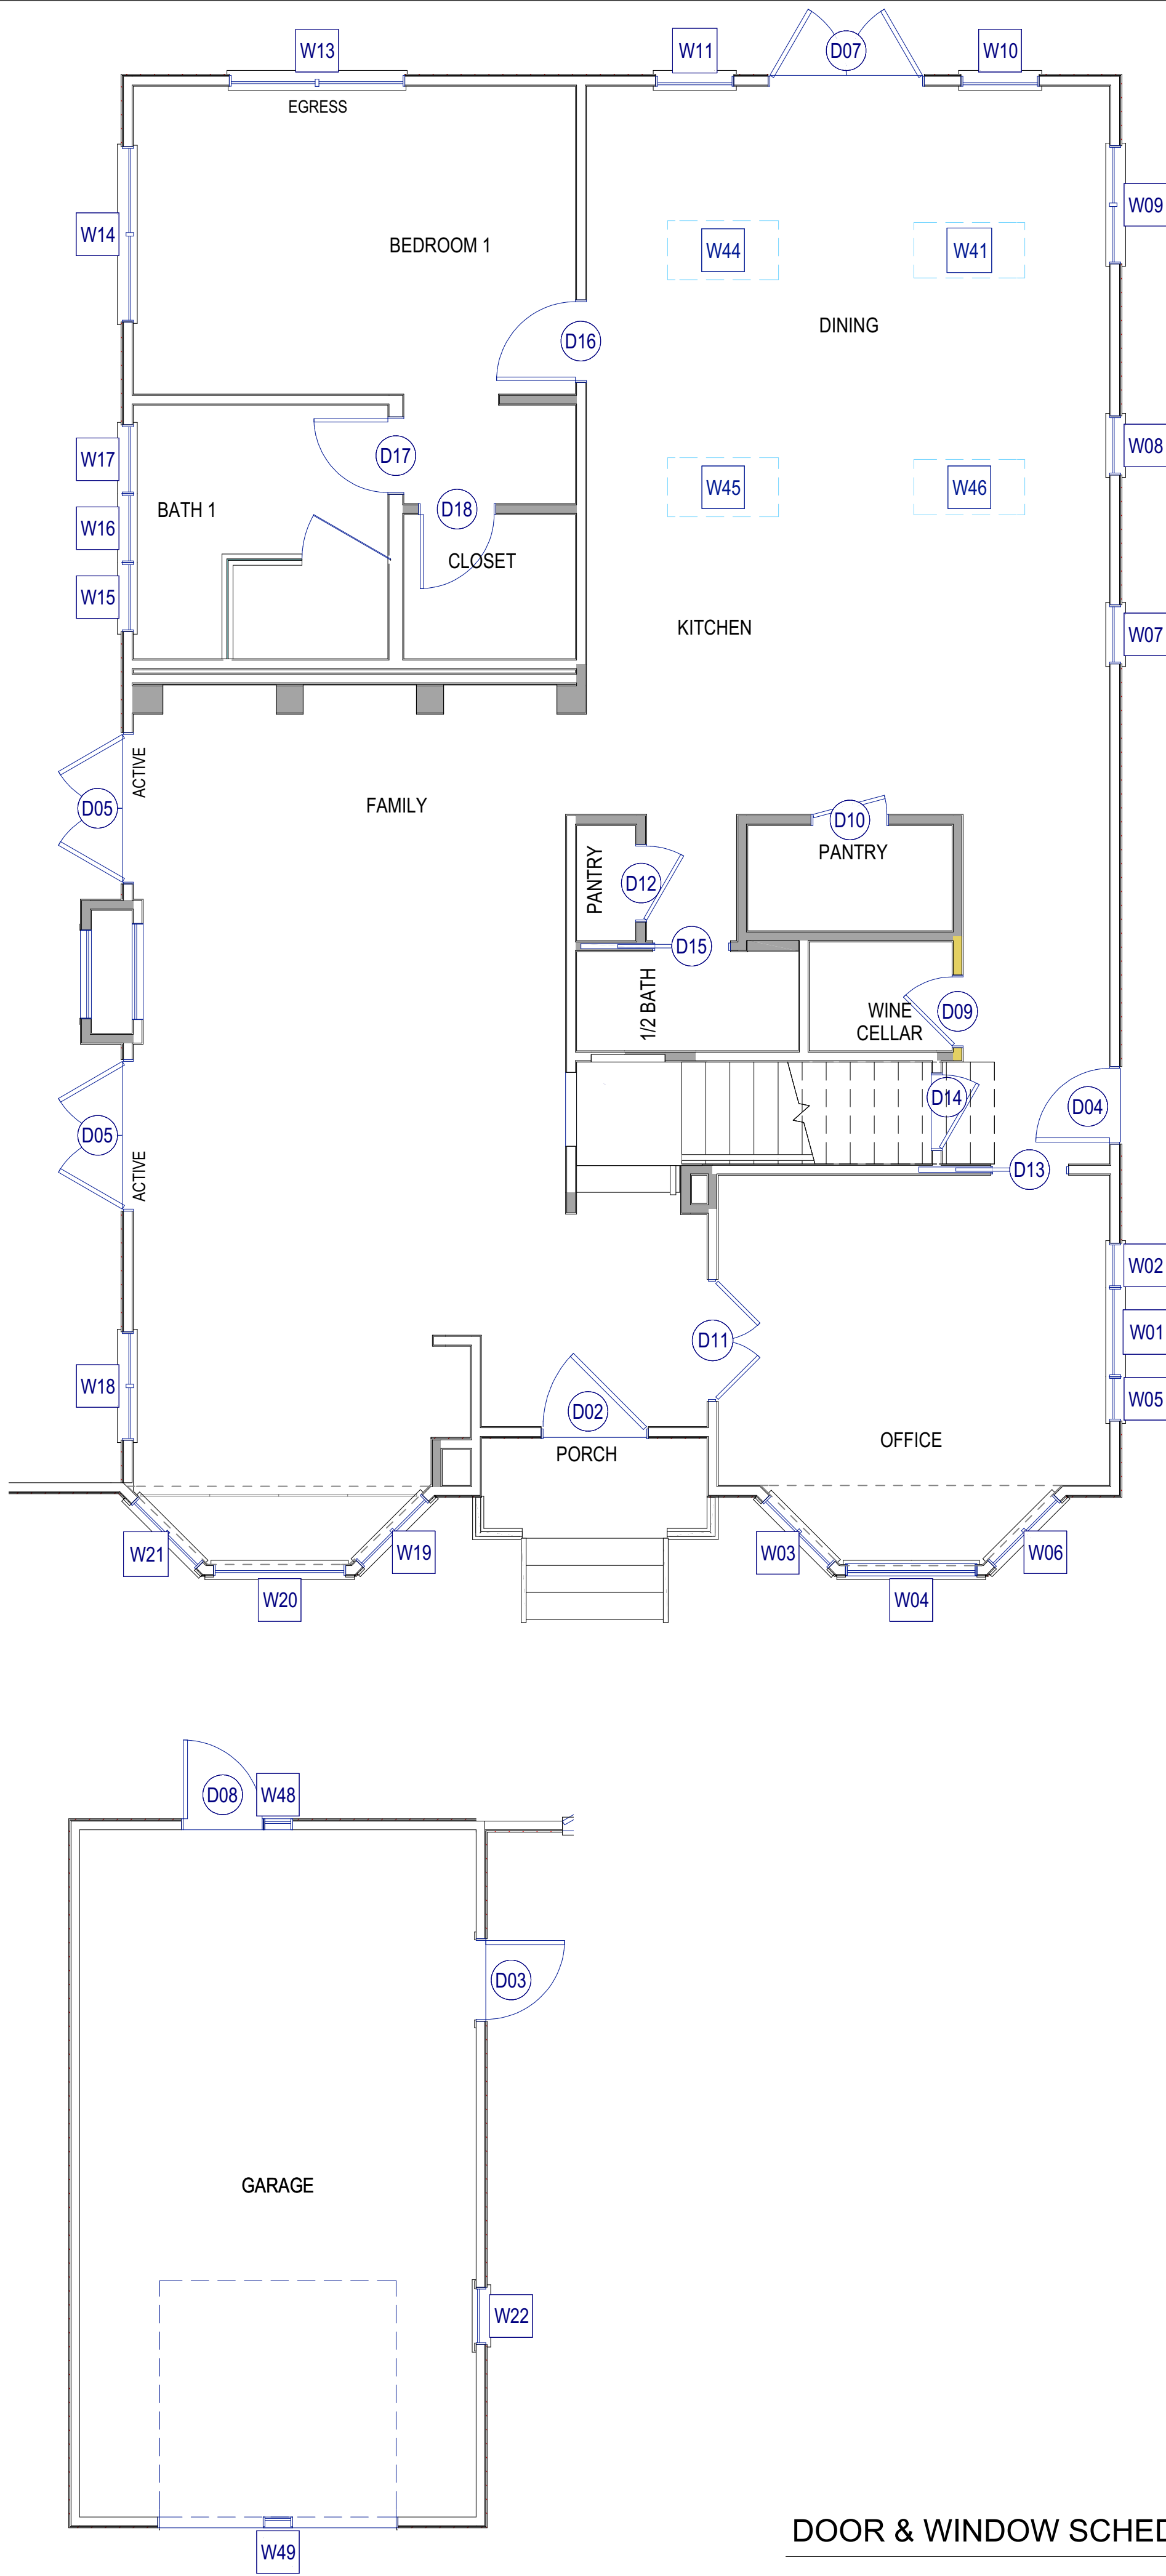 W13
W11
D07
W10
EGRESS
W14
BEDROOM 1
W44
W41
W09
DINING
D16
W17
D17
W08
W16
BATH 1
D18
W45
W46
CLOSET
W15
KITCHEN
W07
ACTIVE
D05
FAMILY
D10
PANTRY
PANTRY
D12
D15
1/2 BATH
WINE
CELLAR
D09
D14
D04
D05
ACTIVE
D13
W02
W01
D11
W18
W05
D02
PORCH
OFFICE
W21
W19
W20
W03
W06
W04
D08
W48
D03
GARAGE
W22
W49
DOOR & WINDOW SCHED